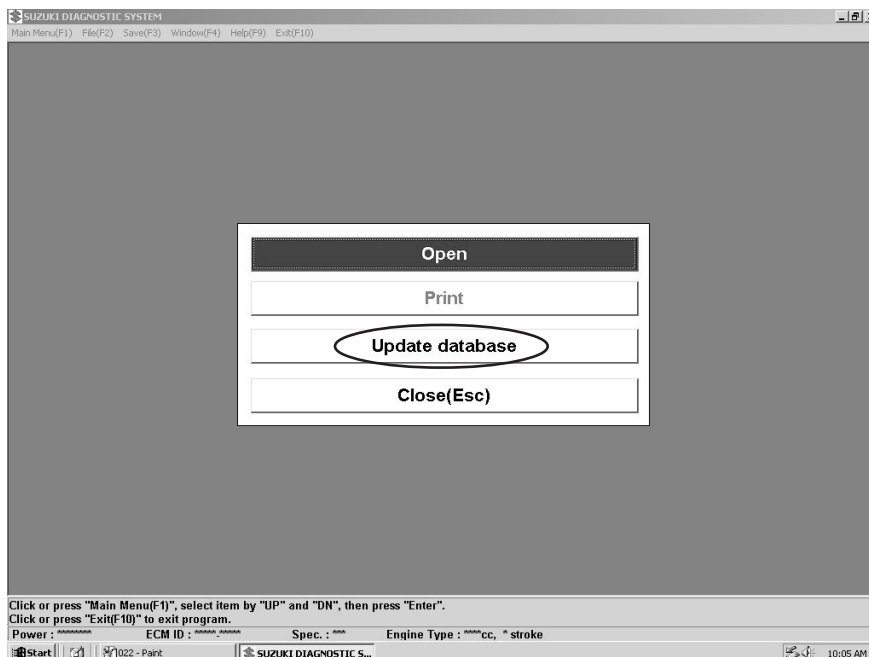 SUZUKI DIAGNOSTIC SYSTEM
Main Menu(F1) File(F2) Save(F3) Window(F4) Help(F9) Exit(F10)
Open
Print
Update database
Close(Esc)
Click or press "Main Menu(F1)", select item by "UP" and "DN", then press "Enter".
Click or press "Exit(F10)" to exit program.
Power : ******** ECM ID : *****-***** Spec. : *** Engine Type : ****cc, * stroke
Start 022 - Paint SUZUKI DIAGNOSTIC S... 10:05 AM